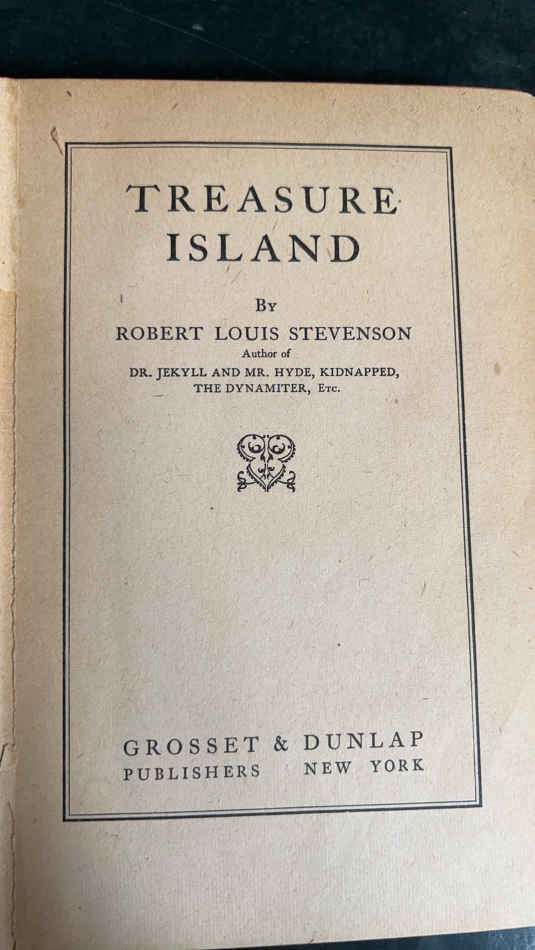 TREASURE
ISLAND
By
ROBERT LOUIS STEVENSON
Author of
DR. JEKYLL AND MR. HYDE, KIDNAPPED,
THE DYNAMITER, Etc.
GROSSET & DUNLAP
PUBLISHERS NEW YORK